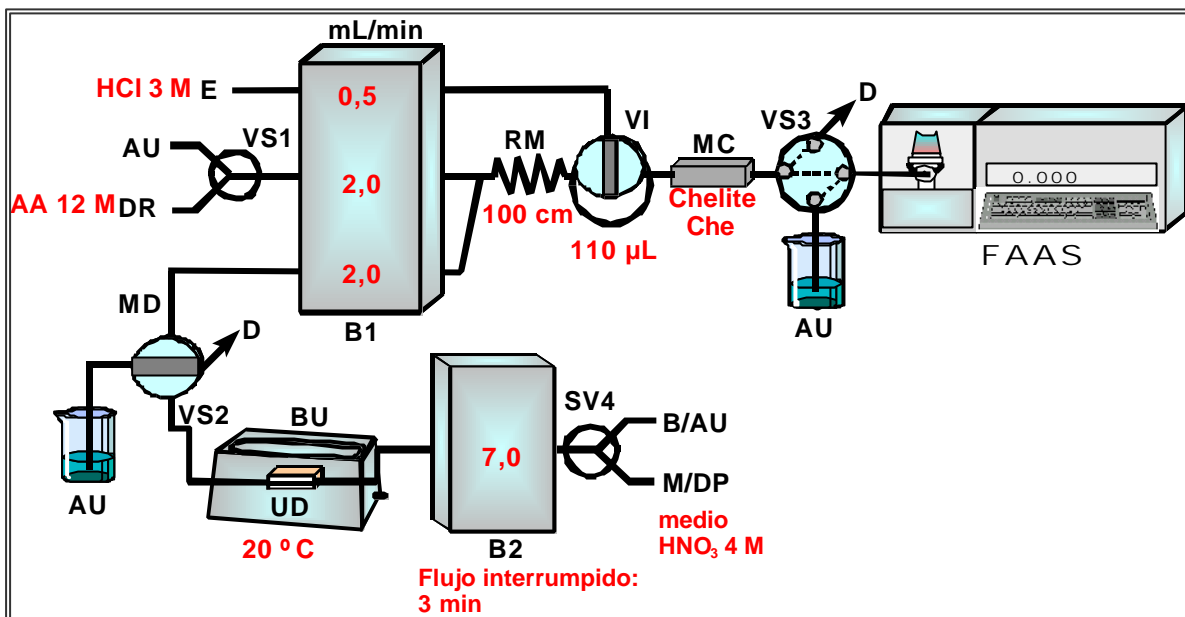 mL/min
HCl 3 M E
0,5
VI
VS3
D
AU
VS1
RM
MC
AA 12 M DR
2,0
100 cm
Chelite
Che
0.000
110 µL
FAAS
2,0
MD
B1
AU
D
VS2
BU
SV4
B/AU
7,0
M/DP
AU
UD
medio
HNO₃ 4 M
20 º C
B2
Flujo interrumpido:
3 min